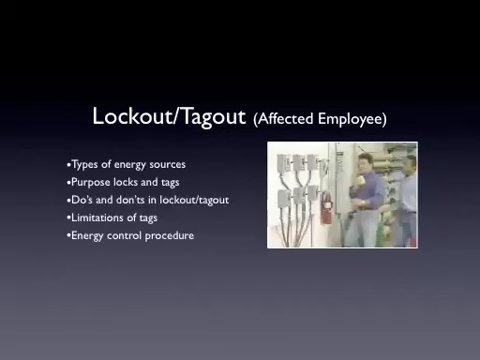 Lockout/Tagout (Affected Employee)
•Types of energy sources
•Purpose locks and tags
•Do's and don'ts in lockout/tagout
•Limitations of tags
•Energy control procedure